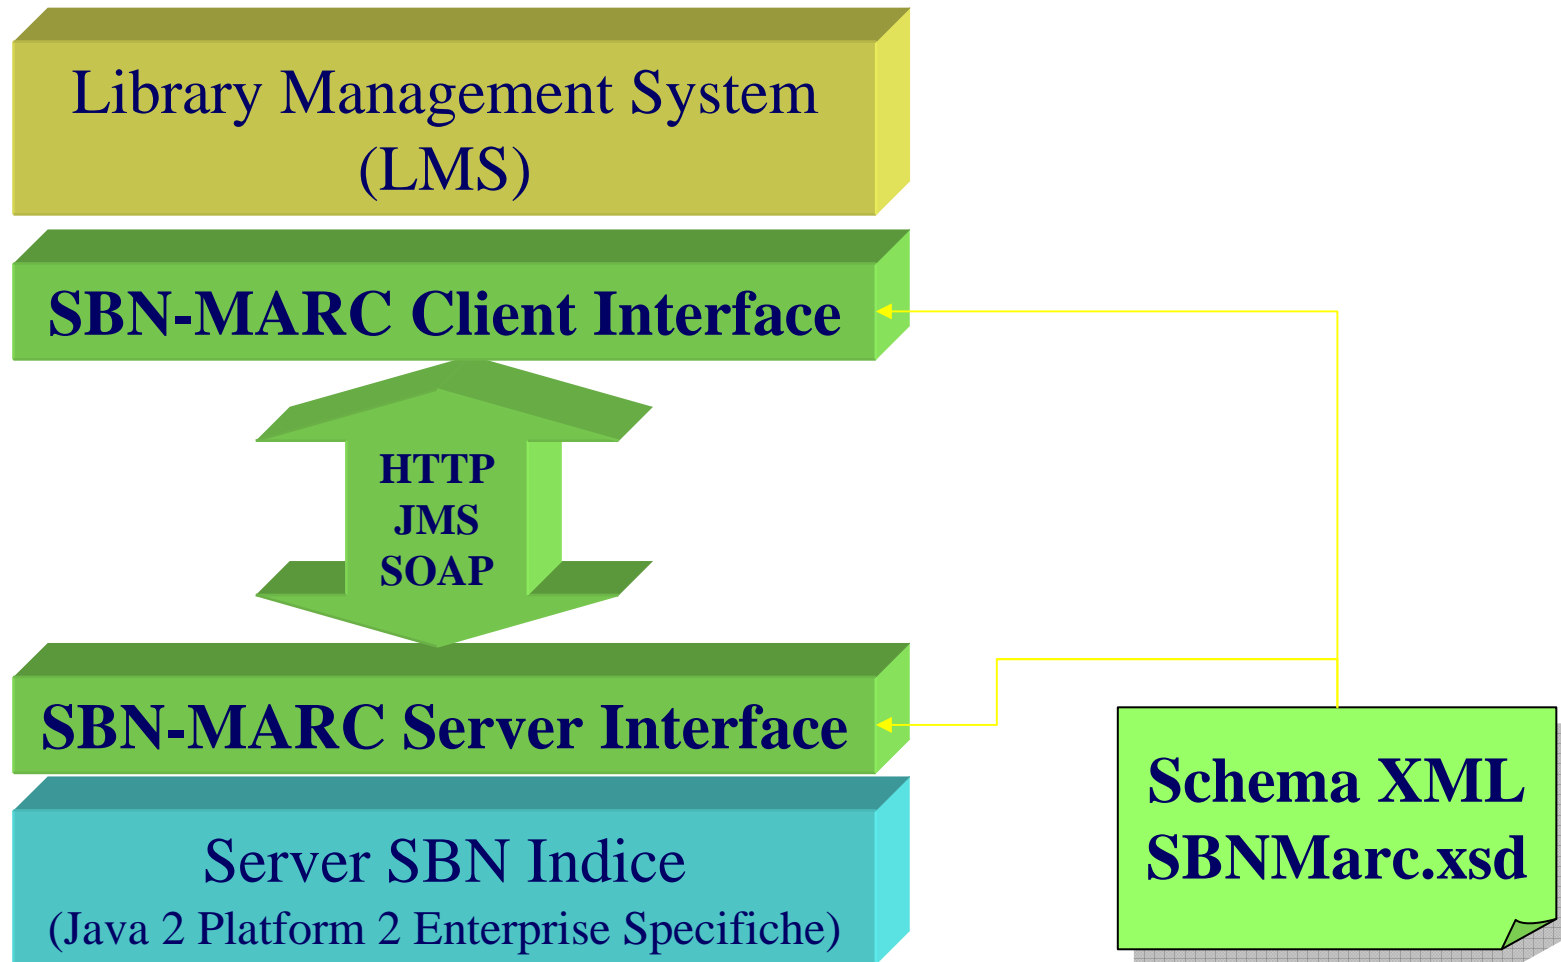 Library Management System
(LMS)
SBN-MARC Client Interface
HTTP
JMS
SOAP
SBN-MARC Server Interface
Server SBN Indice
(Java 2 Platform 2 Enterprise Specifiche)
Schema XML
SBNMarc.xsd